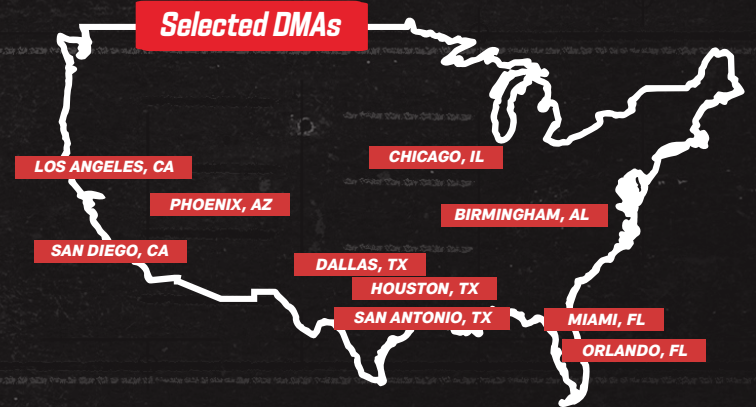 Selected DMAs
CHICAGO, IL
LOS ANGELES, CA
PHOENIX, AZ
BIRMINGHAM, AL
SAN DIEGO, CA
DALLAS, TX
HOUSTON, TX
SAN ANTONIO, TX
MIAMI, FL
ORLANDO, FL